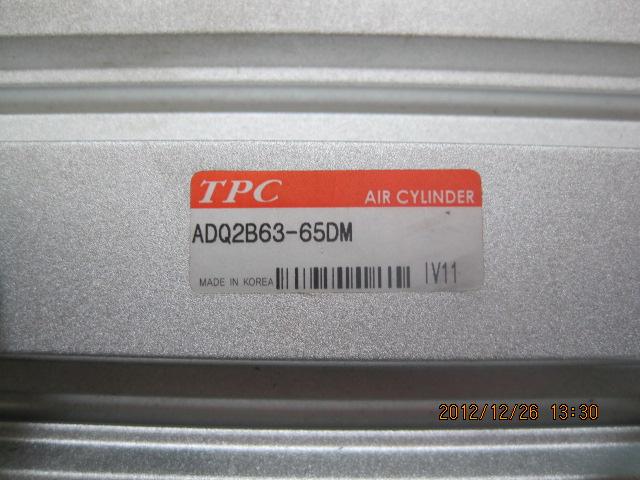 TPC AIR CYLINDER
ADQ2B63-65DM
MADE IN KOREA IV11
2012/12/26 13:30